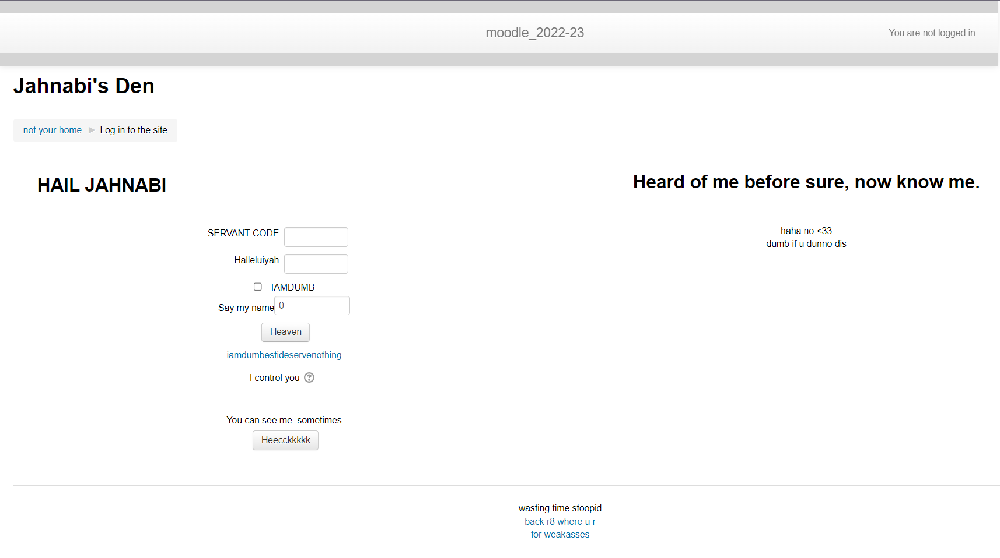 moodle_2022-23
You are not logged in.
Jahnabi's Den
not your home ► Log in to the site
HAIL JAHNABI
SERVANT CODE
Halleluiyah
IAMDUMB
Say my name 0
Heaven
iamdumbestideservenothing
I control you
You can see me..sometimes
Heecckkkkk
Heard of me before sure, now know me.
haha.no <33
dumb if u dunno dis
wasting time stoopid
back r8 where u r
for weakasses